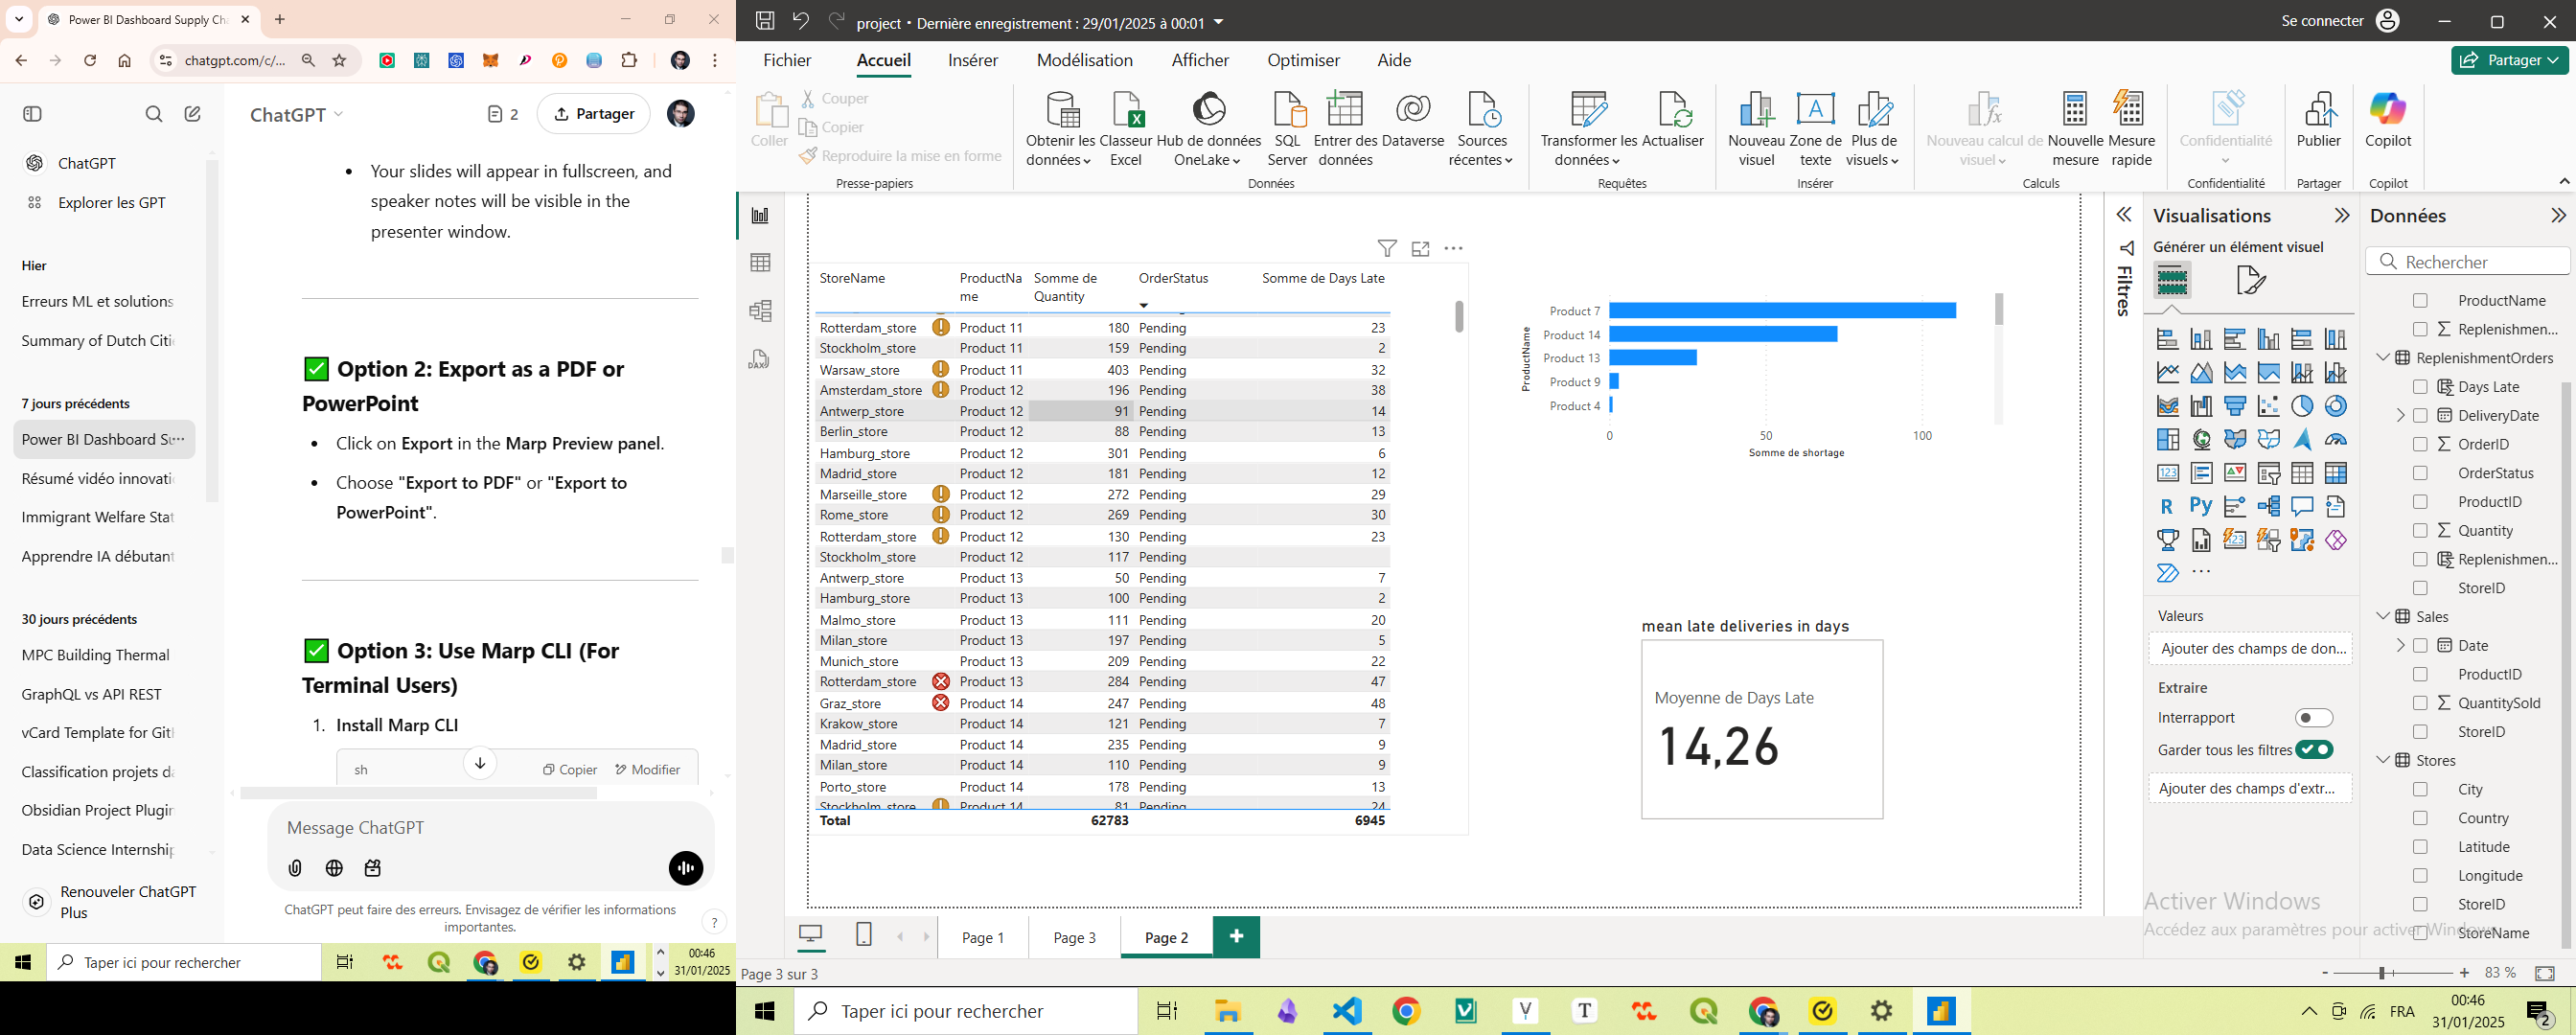 Power BI Dashboard Supply Cha
chatgpt.com/c/...
ChatGPT
2
Partager
ChatGPT
Explorer les GPT
Hier
Erreurs ML et solutions
Summary of Dutch Citi
7 jours précédents
Power BI Dashboard Su
Résumé vidéo innovati
Immigrant Welfare Stat
Apprendre IA débutant
30 jours précédents
MPC Building Thermal
GraphQL vs API REST
vCard Template for Git
Classification projets da
Obsidian Project Plugin
Data Science Internship
Renouveler ChatGPT
Plus
Your slides will appear in fullscreen, and
speaker notes will be visible in the
presenter window.
Option 2: Export as a PDF or
PowerPoint
Click on Export in the Marp Preview panel.
Choose "Export to PDF" or "Export to
PowerPoint".
Option 3: Use Marp CLI (For
Terminal Users)
1. Install Marp CLI
sh
Copier
Modifier
Message ChatGPT
ChatGPT peut faire des erreurs. Envisagez de vérifier les informations
importantes.
?
Taper ici pour rechercher
00:46
31/01/2025
project • Dernière enregistrement : 29/01/2025 à 00:01
Se connecter
Fichier Accueil Insérer Modélisation Afficher Optimiser Aide
Partager
Coller
Couper
Copier
Reproduire la mise en forme
Presse-papiers
Obtenir les données
Classeur Excel
Hub de données OneLake
SQL Server
Entrer des données
Dataverse
Sources récentes
Données
Transformer les données
Actualiser
Requêtes
Nouveau visuel
Zone de texte
Plus de visuels
Insérer
Nouveau calcul de visuel
Nouvelle mesure
Mesure rapide
Calculs
Confidentialité
Confidentialité
Publier
Partager
Copilot
Copilot
StoreName ProductName Somme de Quantity OrderStatus Somme de Days Late
Rotterdam_store Product 11 180 Pending 23
Stockholm_store Product 11 159 Pending 2
Warsaw_store Product 11 403 Pending 32
Amsterdam_store Product 12 196 Pending 38
Antwerp_store Product 12 91 Pending 14
Berlin_store Product 12 88 Pending 13
Hamburg_store Product 12 301 Pending 6
Madrid_store Product 12 181 Pending 12
Marseille_store Product 12 272 Pending 29
Rome_store Product 12 269 Pending 30
Rotterdam_store Product 12 130 Pending 23
Stockholm_store Product 12 117 Pending
Antwerp_store Product 13 50 Pending 7
Hamburg_store Product 13 100 Pending 2
Malmo_store Product 13 111 Pending 20
Milan_store Product 13 197 Pending 5
Munich_store Product 13 209 Pending 22
Rotterdam_store Product 13 284 Pending 47
Graz_store Product 14 247 Pending 48
Krakow_store Product 14 121 Pending 7
Madrid_store Product 14 235 Pending 9
Milan_store Product 14 110 Pending 9
Porto_store Product 14 178 Pending 13
Stockholm_store Product 14 81 Pending 24
Total 62783 6945
ProductName
Product 7
Product 14
Product 13
Product 9
Product 4
0 50 100
Somme de shortage
mean late deliveries in days
Moyenne de Days Late
14,26
Filtres
Visualisations
Générer un élément visuel
R
Py
Valeurs
Ajouter des champs de don...
Extraire
Interrapport
Garder tous les filtres
Ajouter des champs d'extr...
Données
Rechercher
ProductName
Replenishmen...
ReplenishmentOrders
Days Late
DeliveryDate
OrderID
OrderStatus
ProductID
Quantity
Replenishmen...
StoreID
Sales
Date
ProductID
QuantitySold
StoreID
Stores
City
Country
Latitude
Longitude
StoreID
StoreName
Activer Windows
Accédez aux paramètres pour activer Windows.
Page 1
Page 3
Page 2
Page 3 sur 3
83 %
Taper ici pour rechercher
FRA
00:46
31/01/2025
2